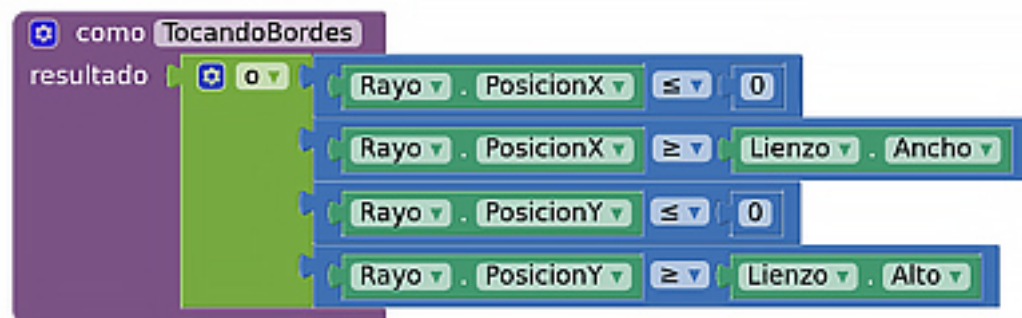 como TocandoBordes
resultado o Rayo . PosicionX ≤ 0
Rayo . PosicionX ≥ Lienzo . Ancho
Rayo . PosicionY ≤ 0
Rayo . PosicionY ≥ Lienzo . Alto